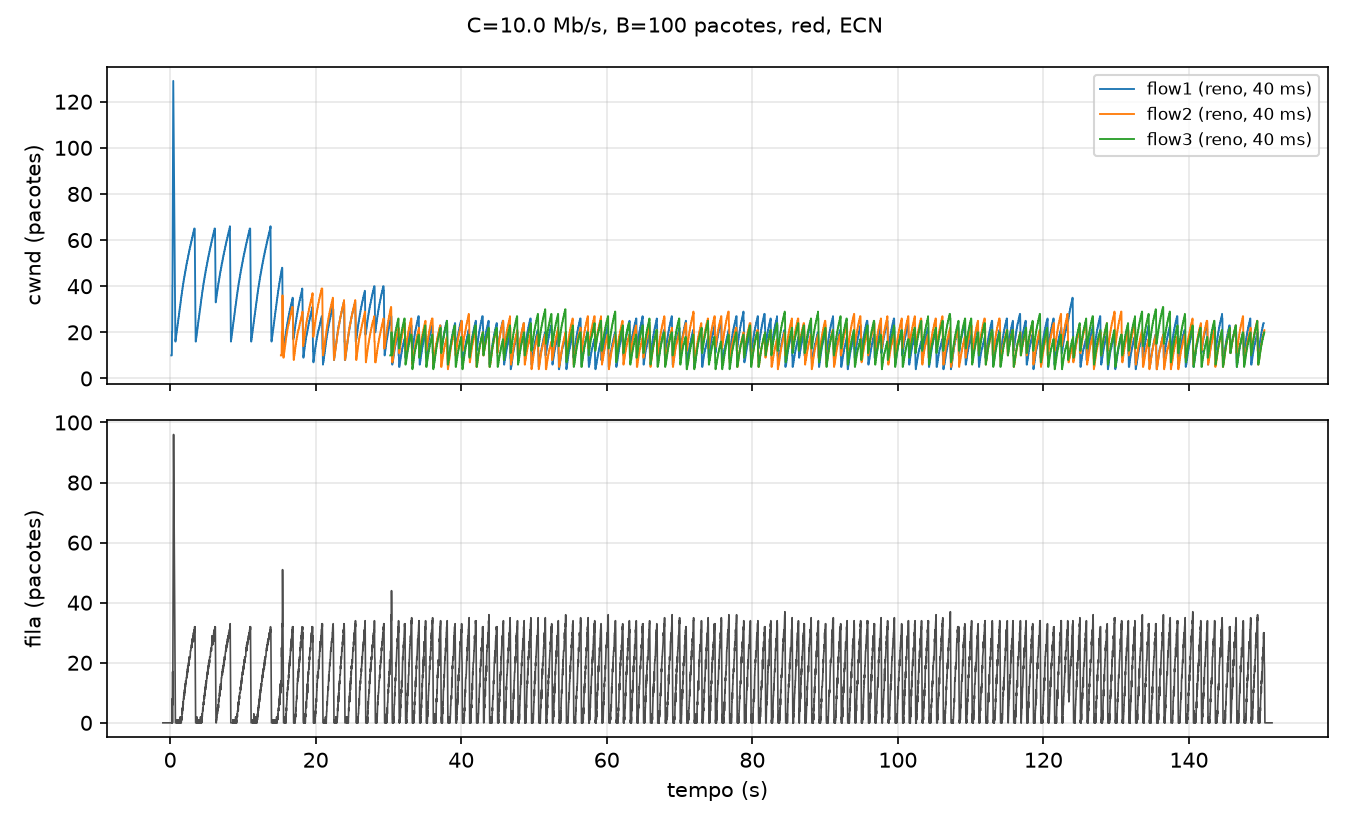 C=10.0 Mb/s, B=100 pacotes, red, ECN
cwnd (pacotes)
120
100
80
60
40
20
0
flow1 (reno, 40 ms)
flow2 (reno, 40 ms)
flow3 (reno, 40 ms)
fila (pacotes)
100
80
60
40
20
0
0 20 40 60 80 100 120 140
tempo (s)